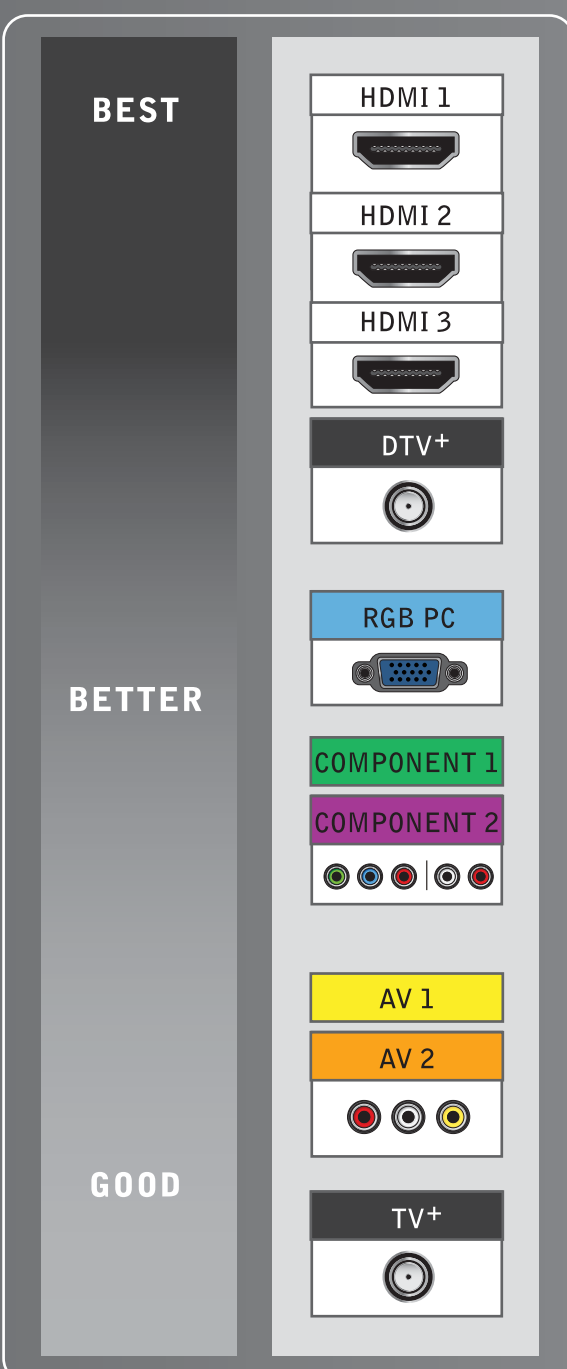 BEST
HDMI 1
HDMI 2
HDMI 3
DTV+
RGB PC
BETTER
COMPONENT 1
COMPONENT 2
AV 1
AV 2
GOOD
TV+